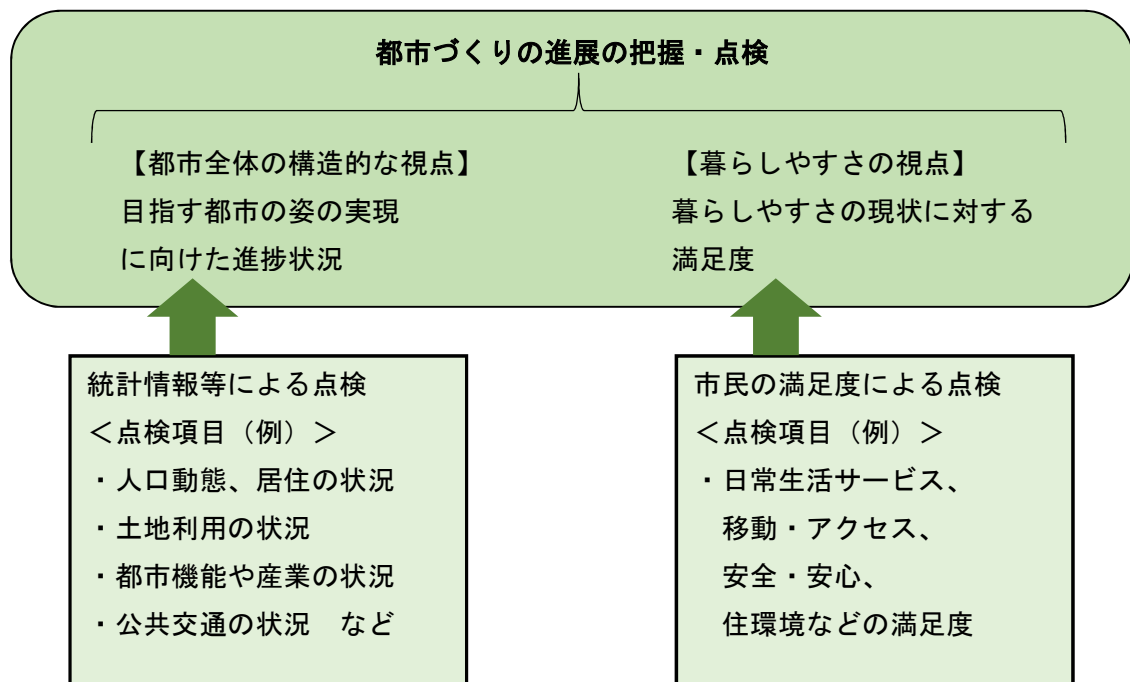 都市づくりの進展の把握・点検
【都市全体の構造的な視点】
目指す都市の姿の実現
に向けた進捗状況
【暮らしやすさの視点】
暮らしやすさの現状に対する
満足度
統計情報等による点検
＜点検項目（例）＞
・人口動態、居住の状況
・土地利用の状況
・都市機能や産業の状況
・公共交通の状況　など
市民の満足度による点検
＜点検項目（例）＞
・日常生活サービス、
移動・アクセス、
安全・安心、
住環境などの満足度